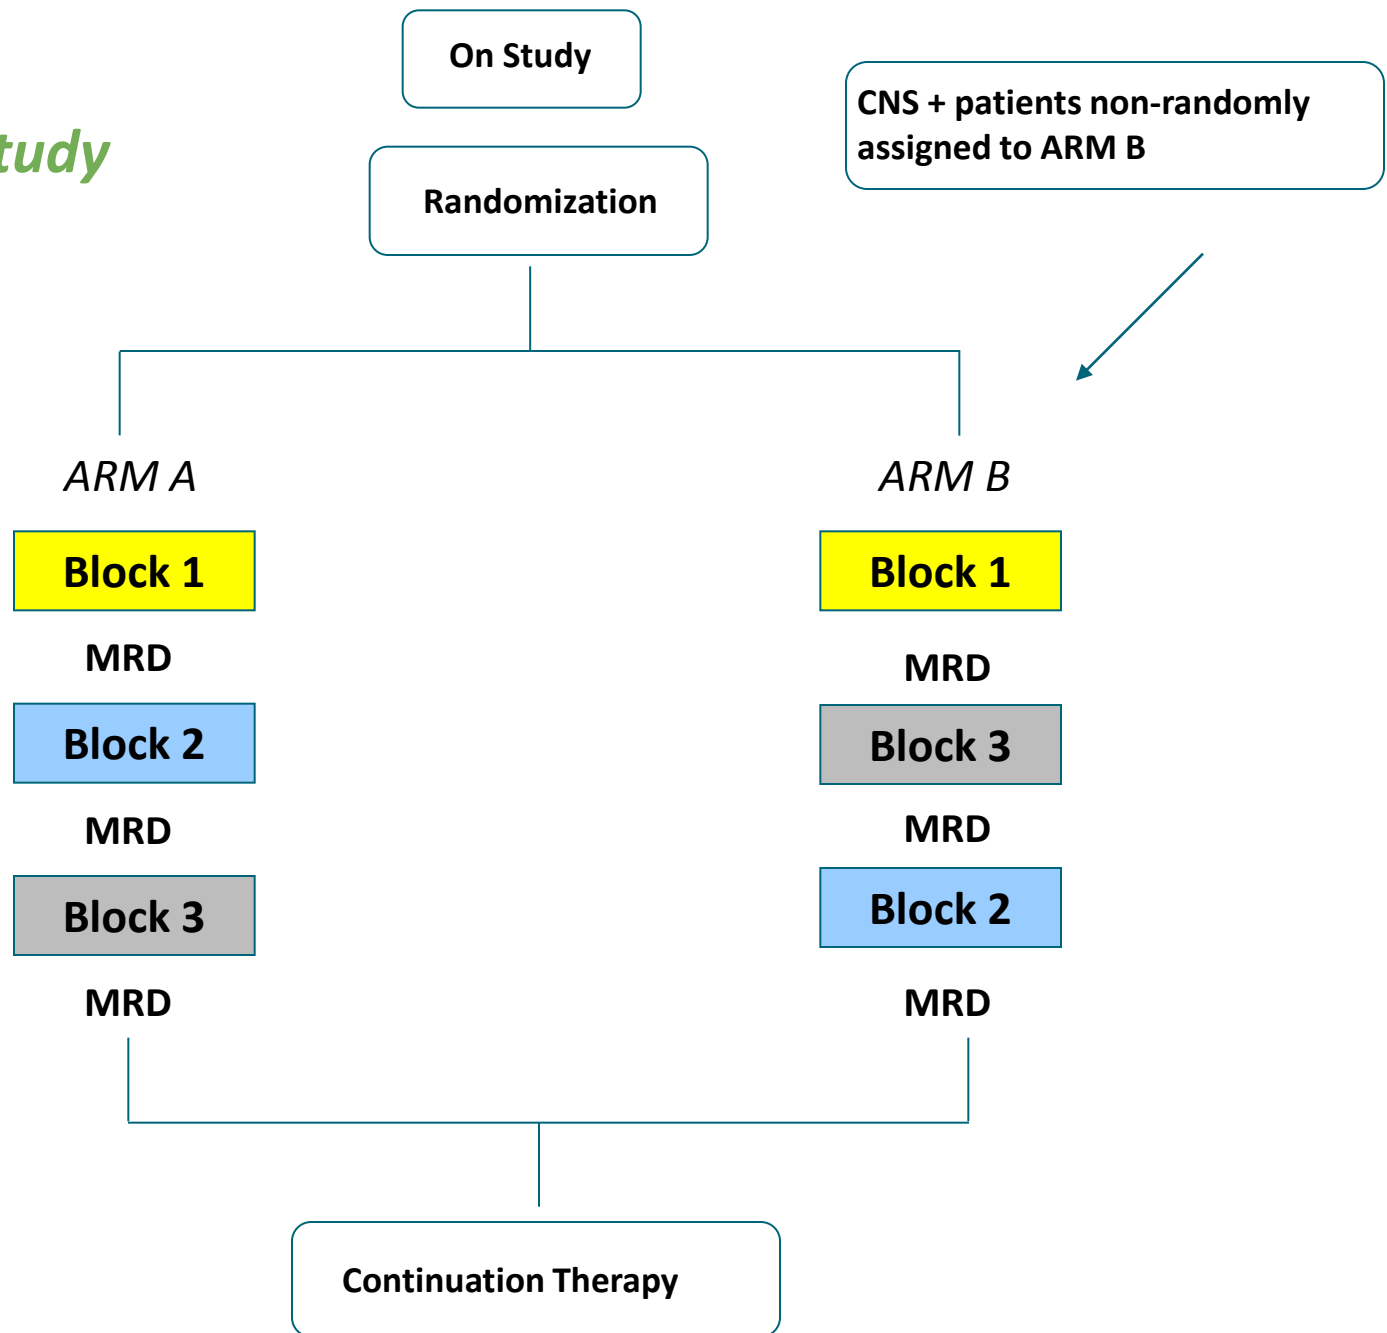 On Study
CNS + patients non-randomly
assigned to ARM B
tudy
Randomization
ARM A
ARM B
Block 1
Block 1
MRD
MRD
Block 2
Block 3
MRD
MRD
Block 3
Block 2
MRD
MRD
Continuation Therapy